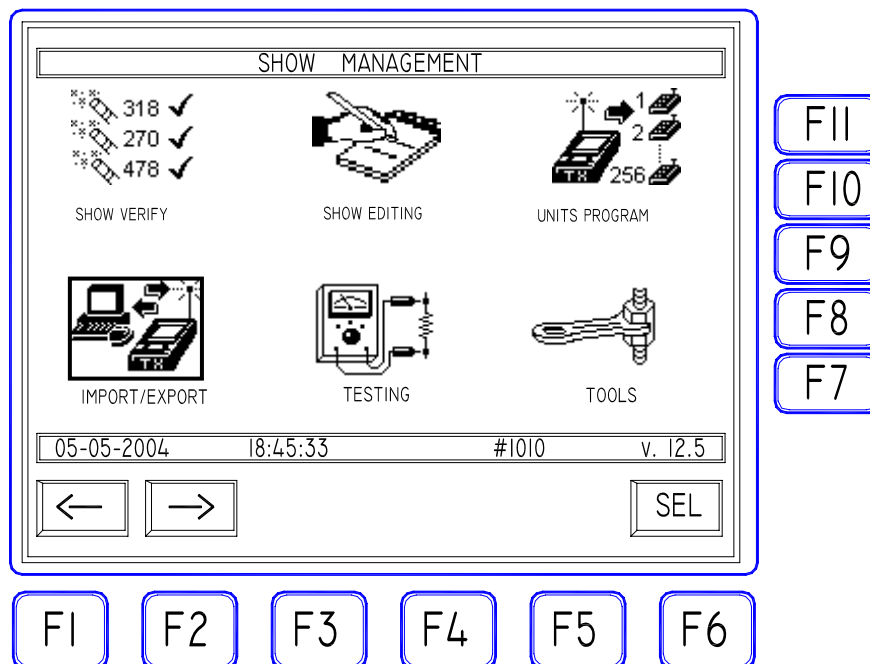 SHOW MANAGEMENT
318
270
478
1
2
256
TX
SHOW VERIFY
SHOW EDITING
UNITS PROGRAM
TX
IMPORT/EXPORT
TESTING
TOOLS
05-05-2004 18:45:33 #1010 v. 12.5
SEL
F11
F10
F9
F8
F7
F1 F2 F3 F4 F5 F6